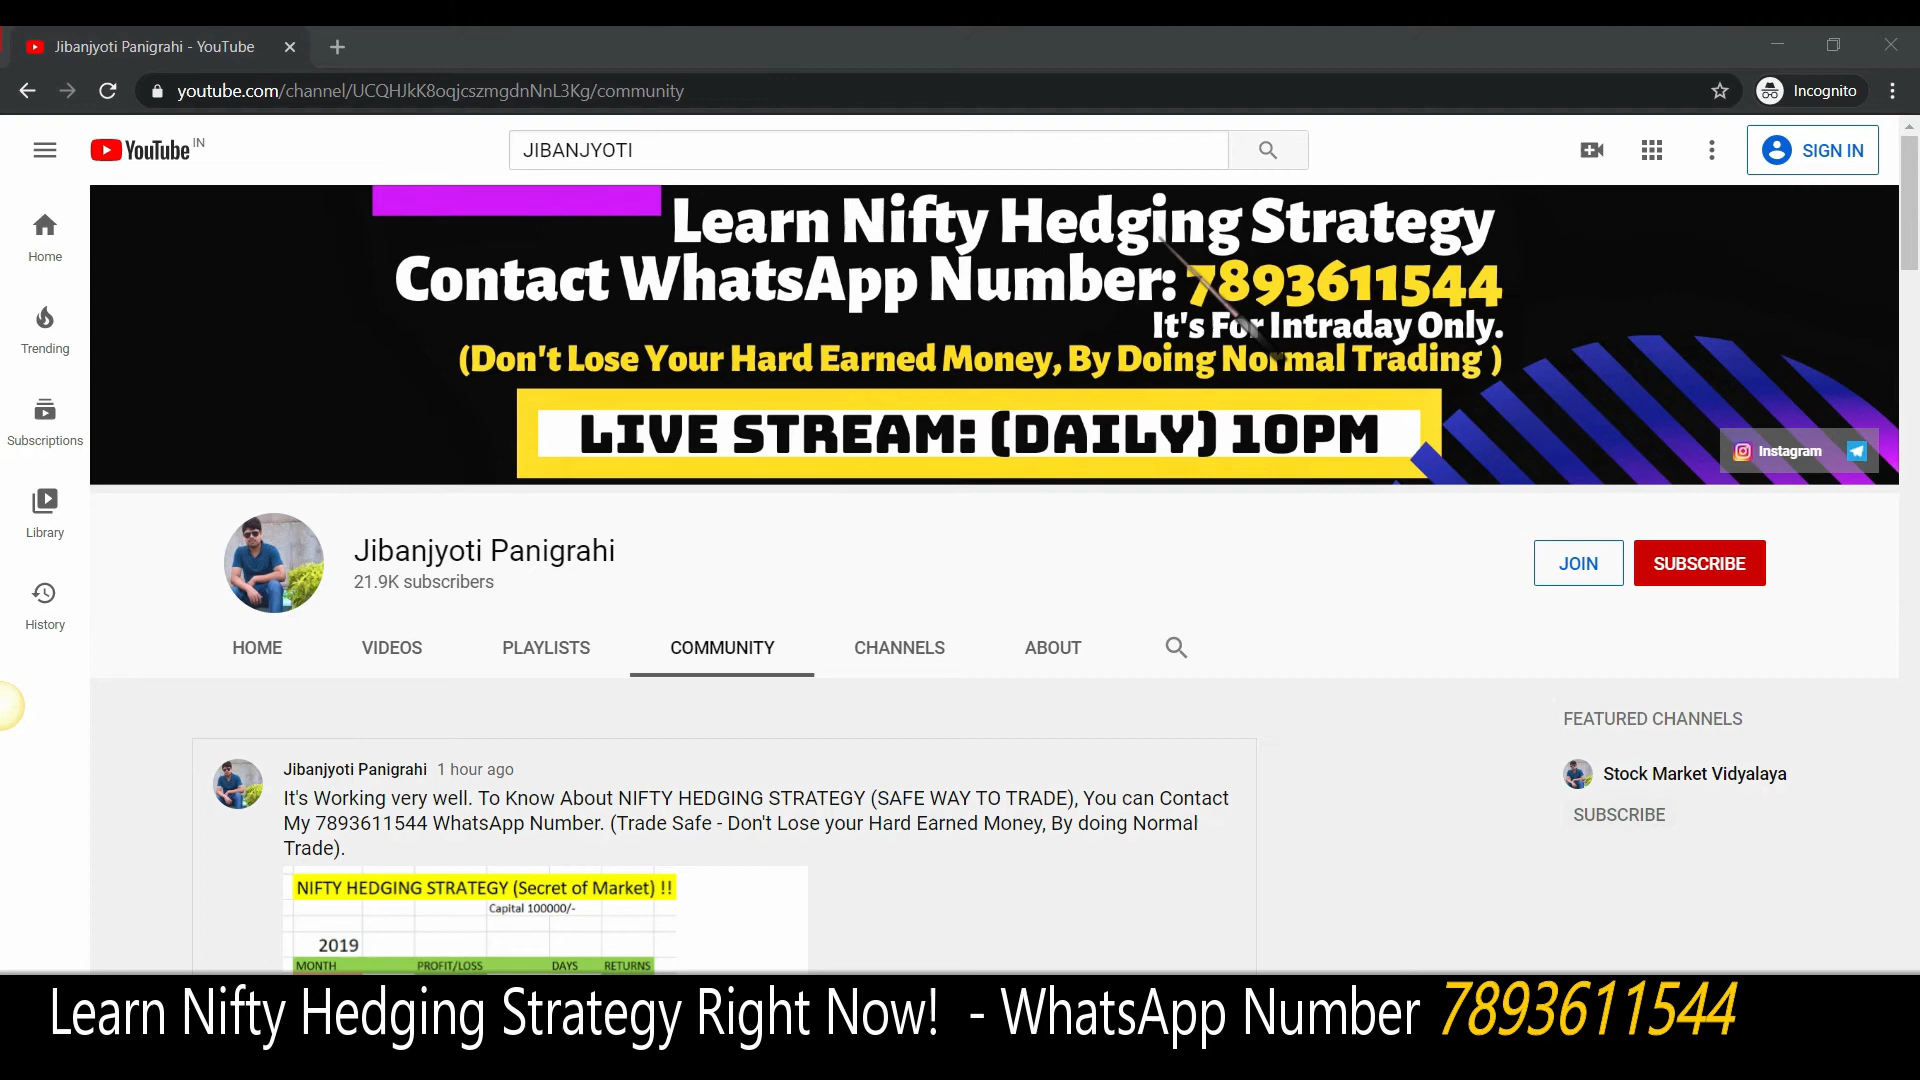 Jibanjyoti Panigrahi - YouTube
youtube.com/channel/UCQHJkK8oqjcszmgdnNnL3Kg/community
Incognito
YouTube IN
JIBANJYOTI
SIGN IN
Home
Trending
Subscriptions
Library
History
Learn Nifty Hedging Strategy
Contact WhatsApp Number: 7893611544
It's For Intraday Only.
(Don't Lose Your Hard Earned Money, By Doing Normal Trading )
LIVE STREAM: (DAILY) 10PM
Instagram
Jibanjyoti Panigrahi
21.9K subscribers
JOIN
SUBSCRIBE
HOME VIDEOS PLAYLISTS COMMUNITY CHANNELS ABOUT
FEATURED CHANNELS
Stock Market Vidyalaya
SUBSCRIBE
Jibanjyoti Panigrahi 1 hour ago
It's Working very well. To Know About NIFTY HEDGING STRATEGY (SAFE WAY TO TRADE), You can Contact
My 7893611544 WhatsApp Number. (Trade Safe - Don't Lose your Hard Earned Money, By doing Normal
Trade).
NIFTY HEDGING STRATEGY (Secret of Market) !!
Capital 100000/-
2019
MONTH PROFIT/LOSS DAYS RETURNS
Learn Nifty Hedging Strategy Right Now! - WhatsApp Number 7893611544